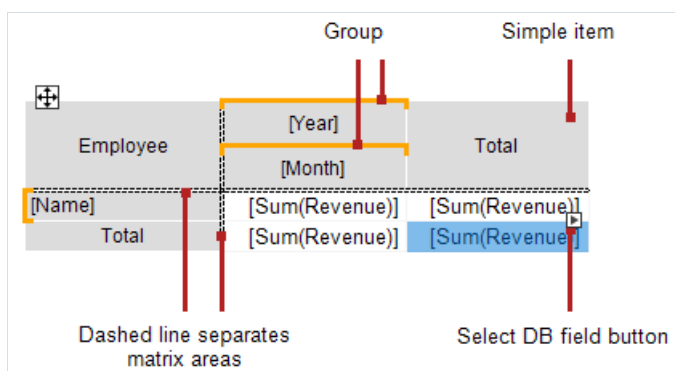 Group
Simple item
[Year]
Employee
Total
[Month]
[Name]
[Sum(Revenue)]
[Sum(Revenue)]
Total
[Sum(Revenue)]
[Sum(Revenue
Dashed line separates
matrix areas
Select DB field button